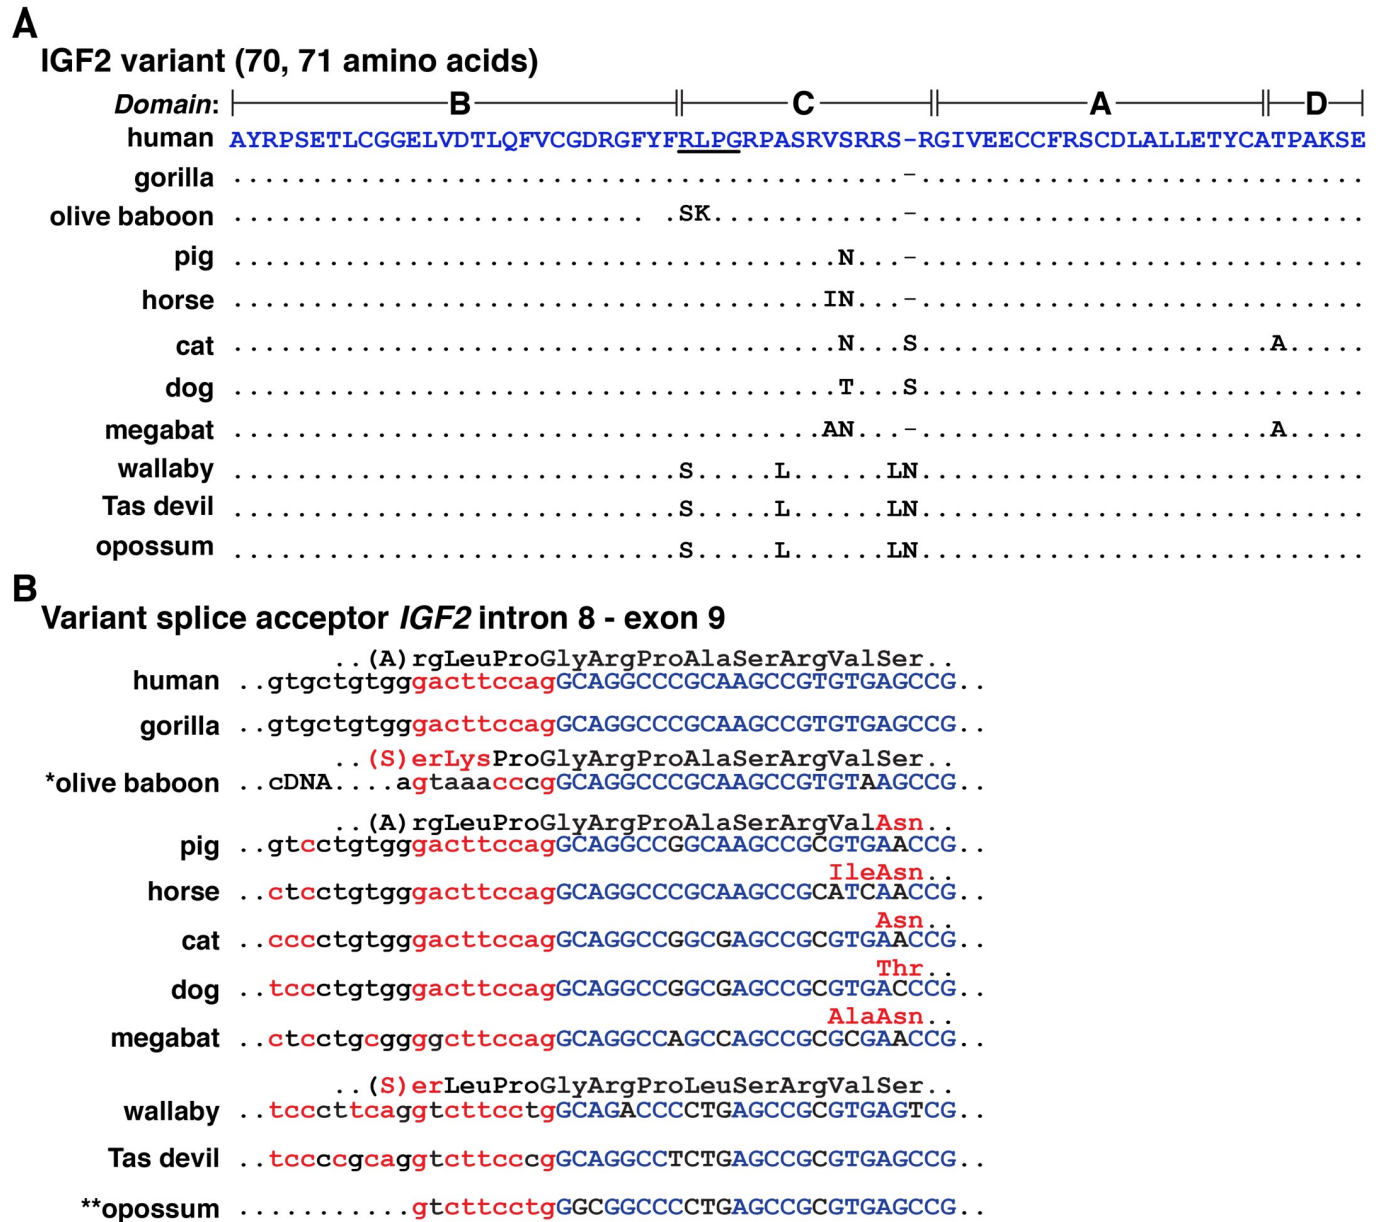 A
IGF2 variant (70, 71 amino acids)
Domain: B C A D
human AYRPSETLCGGELVDTLQFVCGDRGFYFRLPGRPASRVSRRS-RGIVEECCFRSCDLALLETYCATPAKSE
gorilla ..........................................-............................
olive baboon .......................... .SK............-............................
pig ......................................N...-............................
horse .....................................IN...-............................
cat ......................................N...S......................A.....
dog ......................................T...S............................
megabat .....................................AN...-......................A.....
wallaby ............................S.....L......LN............................
Tas devil ............................S.....L......LN............................
opossum ............................S.....L......LN............................
B
Variant splice acceptor IGF2 intron 8 - exon 9
..(A)rgLeuProGlyArgProAlaSerArgValSer..
human ..gtgctgtgggacttccagGCAGGCCCGCAAGCCGTGTGAGCCG..
gorilla ..gtgctgtgggacttccagGCAGGCCCGCAAGCCGTGTGAGCCG..
..(S)erLysProGlyArgProAlaSerArgValSer..
*olive baboon ..cDNA....agtaaacccgGCAGGCCCGCAAGCCGTGTAAGCCG..
..(A)rgLeuProGlyArgProAlaSerArgValAsn..
pig ..gtcctgtgggacttccagGCAGGCCGGCAAGCCGCGTGAACCG..
IleAsn..
horse ..ctcctgtgggacttccagGCAGGCCCGCAAGCCGCATCAACCG..
Asn..
cat ..cccctgtgggacttccagGCAGGCCGGCGAGCCGCGTGAACCG..
Thr..
dog ..tccctgtgggacttccagGCAGGCCGGCGAGCCGCGTGACCCG..
AlaAsn..
megabat ..ctcctgcggggcttccagGCAGGCCAGCCAGCCGCGCGAACCG..
..(S)erLeuProGlyArgProLeuSerArgValSer..
wallaby ..tcccttcaggtcttcctgGCAGACCCCTGAGCCGCGTGAGTCG..
Tas devil ..tccccgcaggtcttcccgGCAGGCCTCTGAGCCGCGTGAGCCG..
**opossum ...........gtcttcctgGGCGGCCCCTGAGCCGCGTGAGCCG..